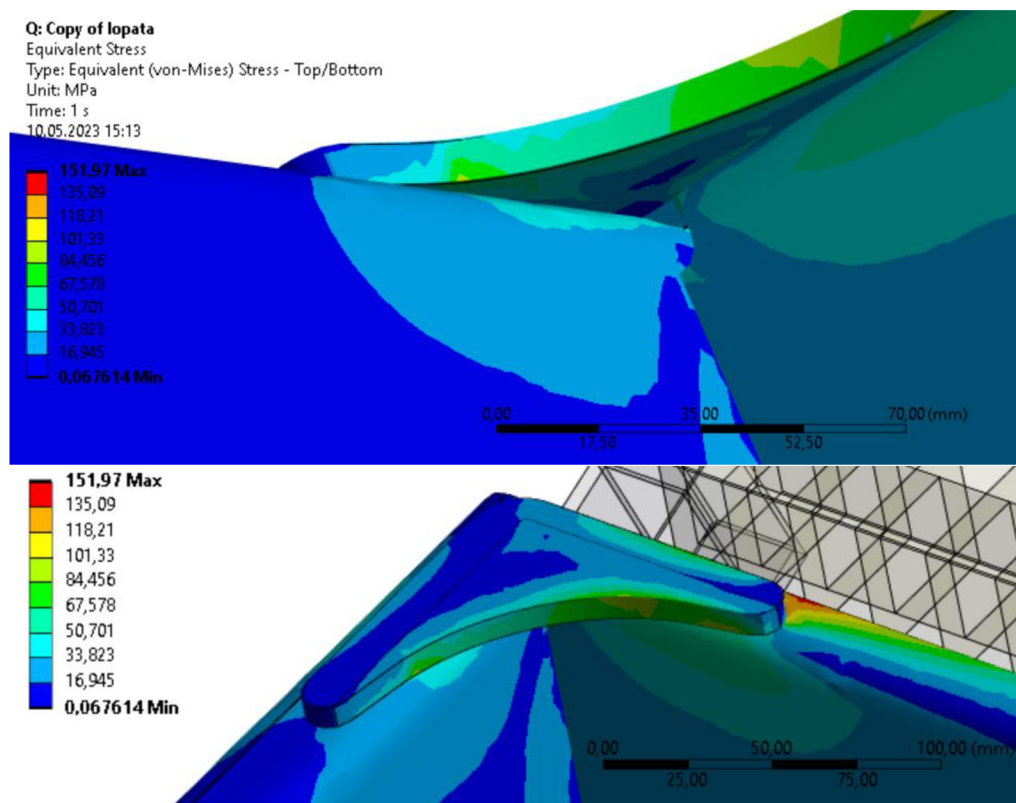 Q: Copy of lopata
Equivalent Stress
Type: Equivalent (von-Mises) Stress - Top/Bottom
Unit: MPa
Time: 1 s
10.05.2023 15:13
151,97 Max
135,09
118,21
101,33
84,456
67,578
50,701
33,823
16,945
0,067614 Min
0,00 35,00 70,00 (mm)
17,50 52,50
151,97 Max
135,09
118,21
101,33
84,456
67,578
50,701
33,823
16,945
0,067614 Min
0,00 50,00 100,00 (mm)
25,00 75,00